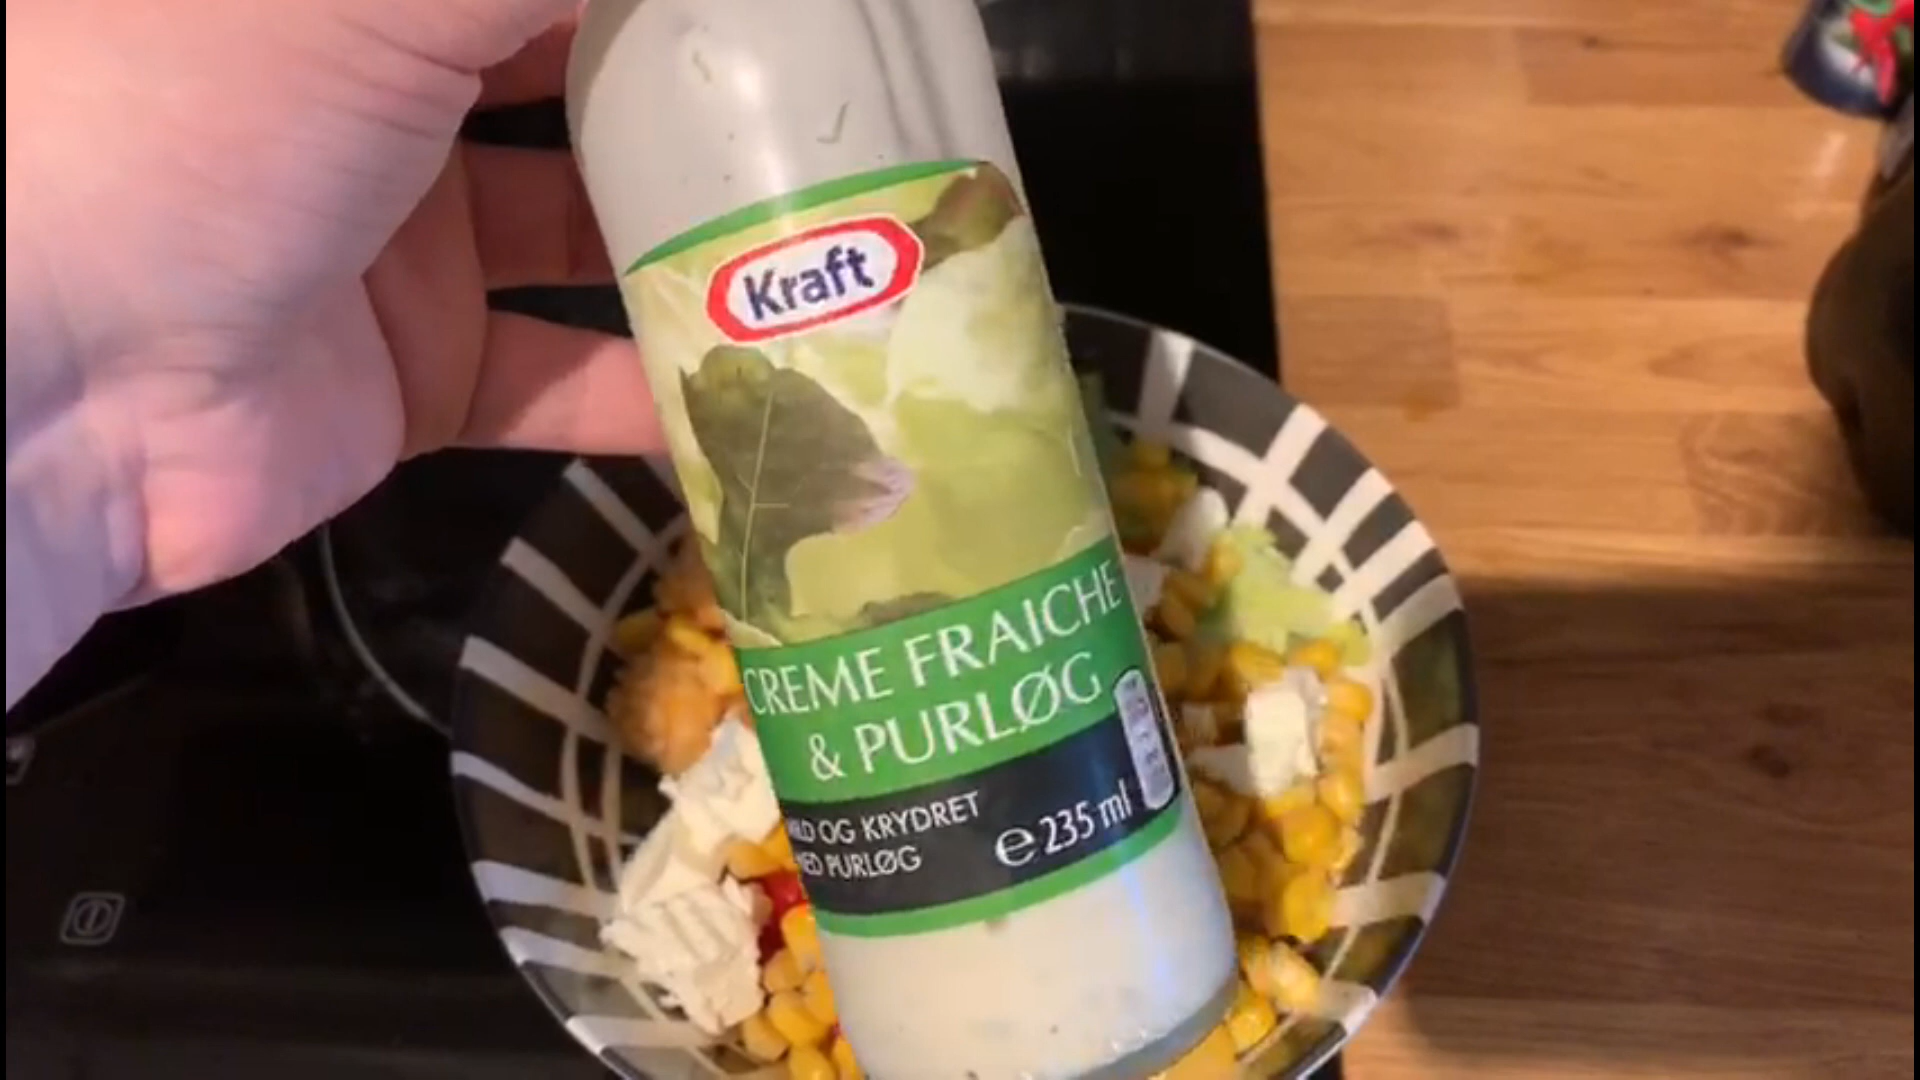 Kraft
CREME FRAICHE
& PURLØG
OG KRYDRET
PURLØG
e 235 ml